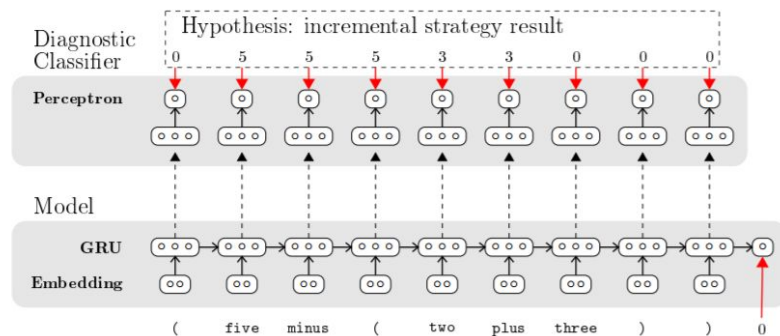 Hypothesis: incremental strategy result
Diagnostic
Classifier
0 5 5 5 3 3 0 0 0
Perceptron
Model
GRU
Embedding
( five minus ( two plus three ) ) 0